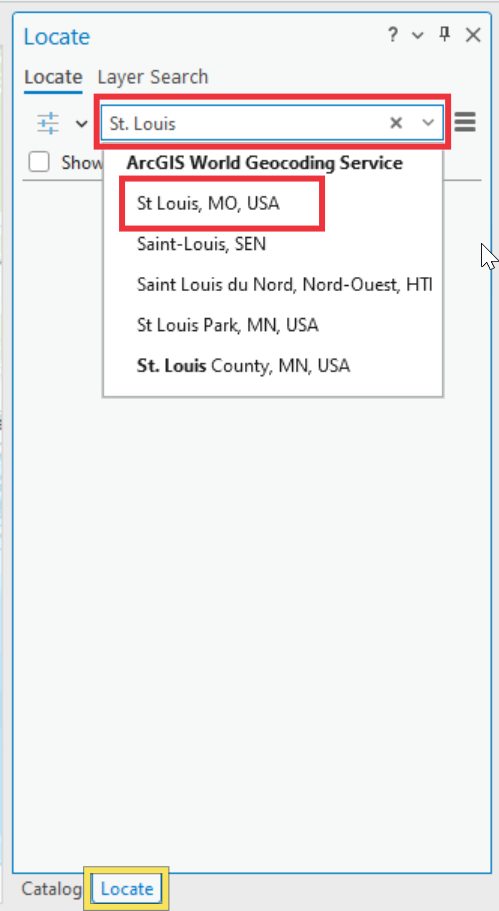 Locate
?
Locate Layer Search
St. Louis
Show
ArcGIS World Geocoding Service
St Louis, MO, USA
Saint-Louis, SEN
Saint Louis du Nord, Nord-Ouest, HTI
St Louis Park, MN, USA
St. Louis County, MN, USA
Catalog Locate